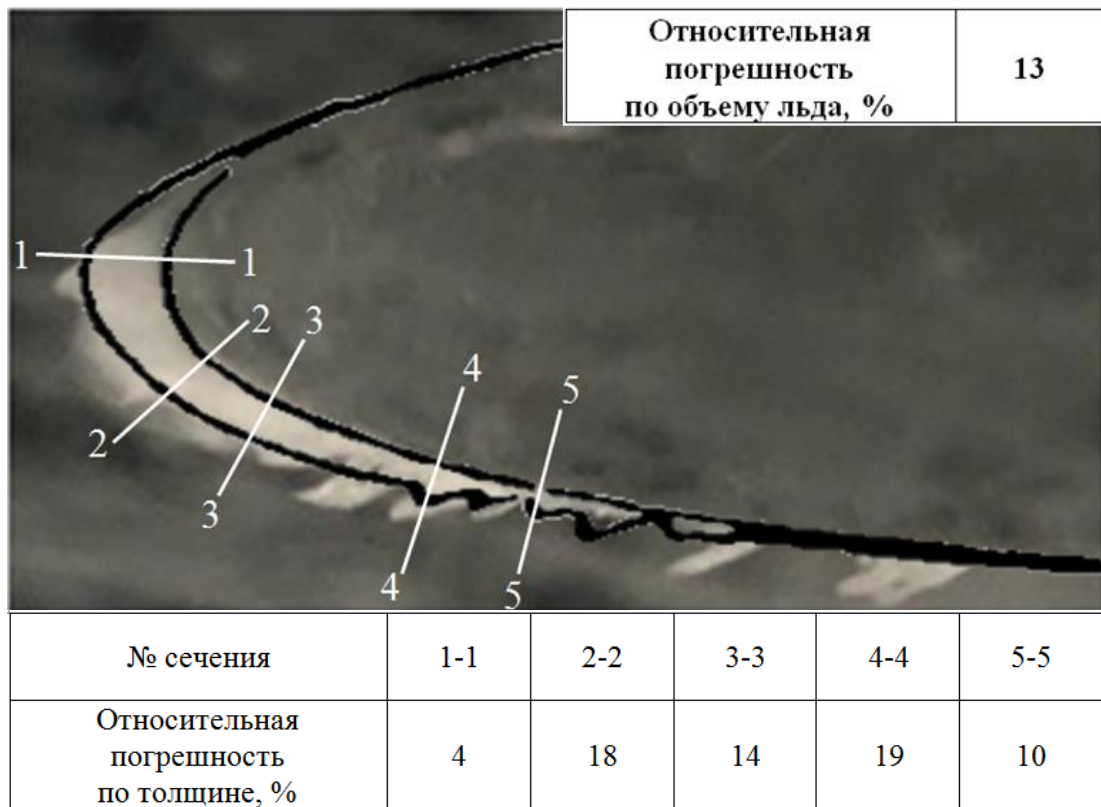 Относительная
погрешность
по объему льда, %
13
1
1
2
3
4
5
2
3
4
5
№ сечения 1-1 2-2 3-3 4-4 5-5
Относительная
погрешность
по толщине, %
4 18 14 19 10